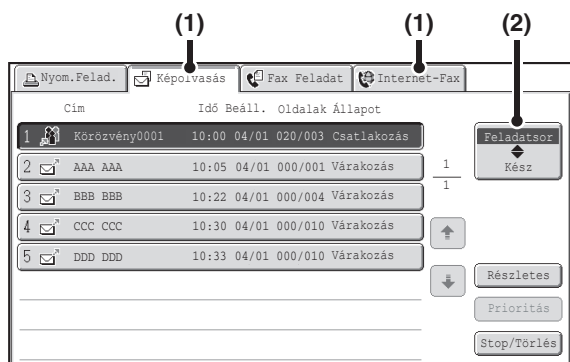 (1) (1) (2)
Nyom.Felad. Képolvasás Fax Feladat Internet-Fax
Cím Idő Beáll. Oldalak Állapot
1 Körözvény0001 10:00 04/01 020/003 Csatlakozás
Feladatsor
Kész
2 AAA AAA 10:05 04/01 000/001 Várakozás
1
1
3 BBB BBB 10:22 04/01 000/004 Várakozás
4 CCC CCC 10:30 04/01 000/010 Várakozás
5 DDD DDD 10:33 04/01 000/010 Várakozás
Részletes
Prioritás
Stop/Törlés